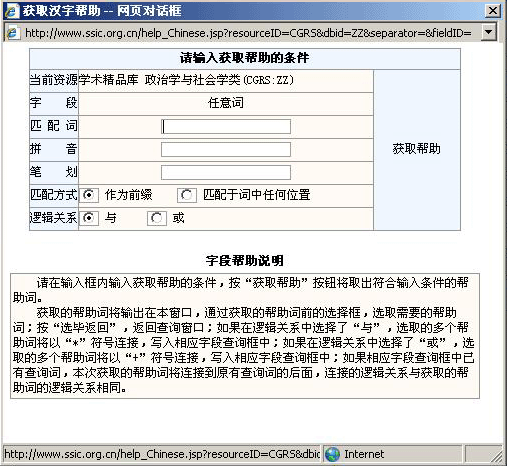 获取汉字帮助 -- 网页对话框
http://www.ssic.org.cn/help_Chinese.jsp?resourceID=CGRS&dbid=ZZ&separator=&fieldID=
请输入获取帮助的条件
当前资源 学术精品库 政治学与社会学类(CGRS:ZZ)
字 段 任意词
匹 配 词
拼 音
获取帮助
笔 划
匹配方式 作为前缀 匹配于词中任何位置
逻辑关系 与 或
字段帮助说明
请在输入框内输入获取帮助的条件，按“获取帮助”按钮将取出符合输入条件的帮
助词。
获取的帮助词将输出在本窗口，通过获取的帮助词前的选择框，选取需要的帮助
词；按“选毕返回”，返回查询窗口；如果在逻辑关系中选择了“与”，选取的多个帮
助词将以“*”符号连接，写入相应字段查询框中；如果在逻辑关系中选择了“或”，选
取的多个帮助词将以“+”符号连接，写入相应字段查询框中；如果相应字段查询框中已
有查询词，本次获取的帮助词将连接到原有查询词的后面，连接的逻辑关系与获取的帮
助词的逻辑关系相同。
http://www.ssic.org.cn/help_Chinese.jsp?resourceID=CGRS&dbid Internet